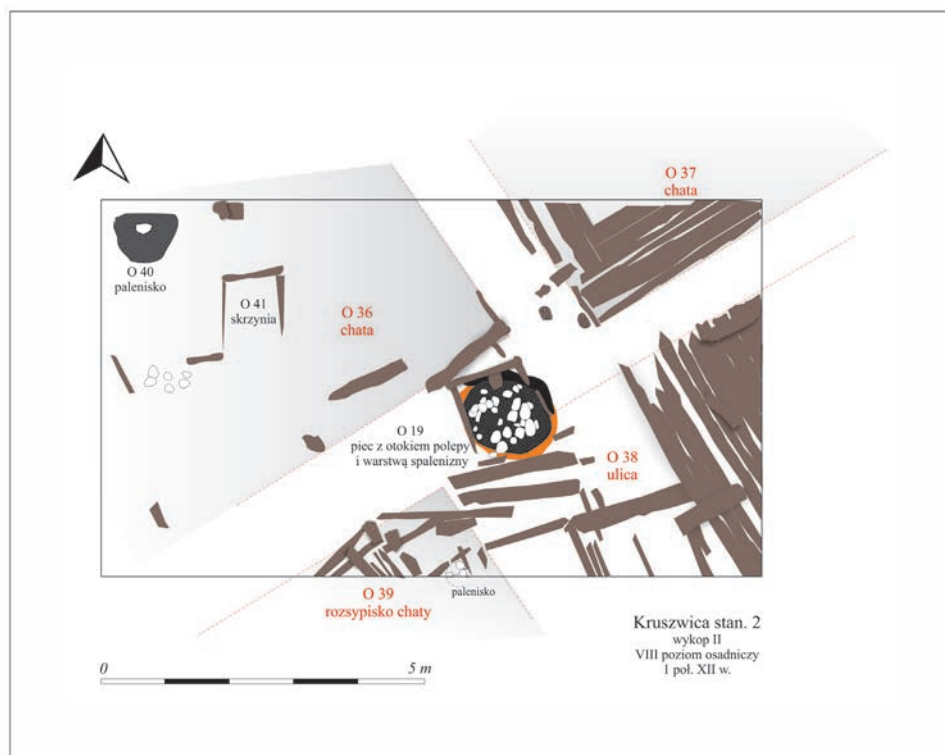 O 37
chata
O 40
palenisko
O 41
skrzynia
O 36
chata
O 19
piec z otokiem polepy
i warstwą spalenizny
O 38
ulica
O 39
rozsypisko chaty
palenisko
Kruszwica stan. 2
wykop II
VIII poziom osadniczy
1 poł. XII w.
0
5 m